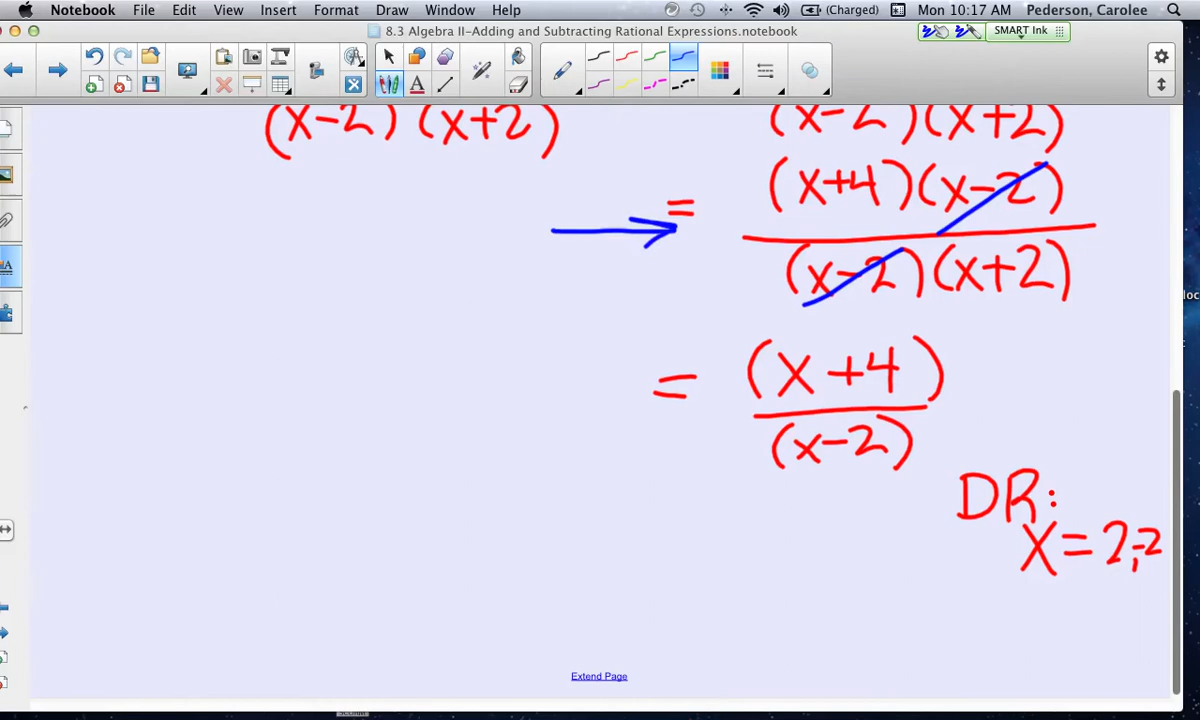 Notebook File Edit View Insert Format Draw Window Help (Charged) Mon 10:17 AM Pederson, Carolee
8.3 Algebra II-Adding and Subtracting Rational Expressions.notebook
SMART Ink
A
(x-2) (x+2)
(x-2)(x+2)
= (x+4)(x-2)
(x-2)(x+2)
= (x+4)
(x-2)
DR:
x=2,-2
Extend Page